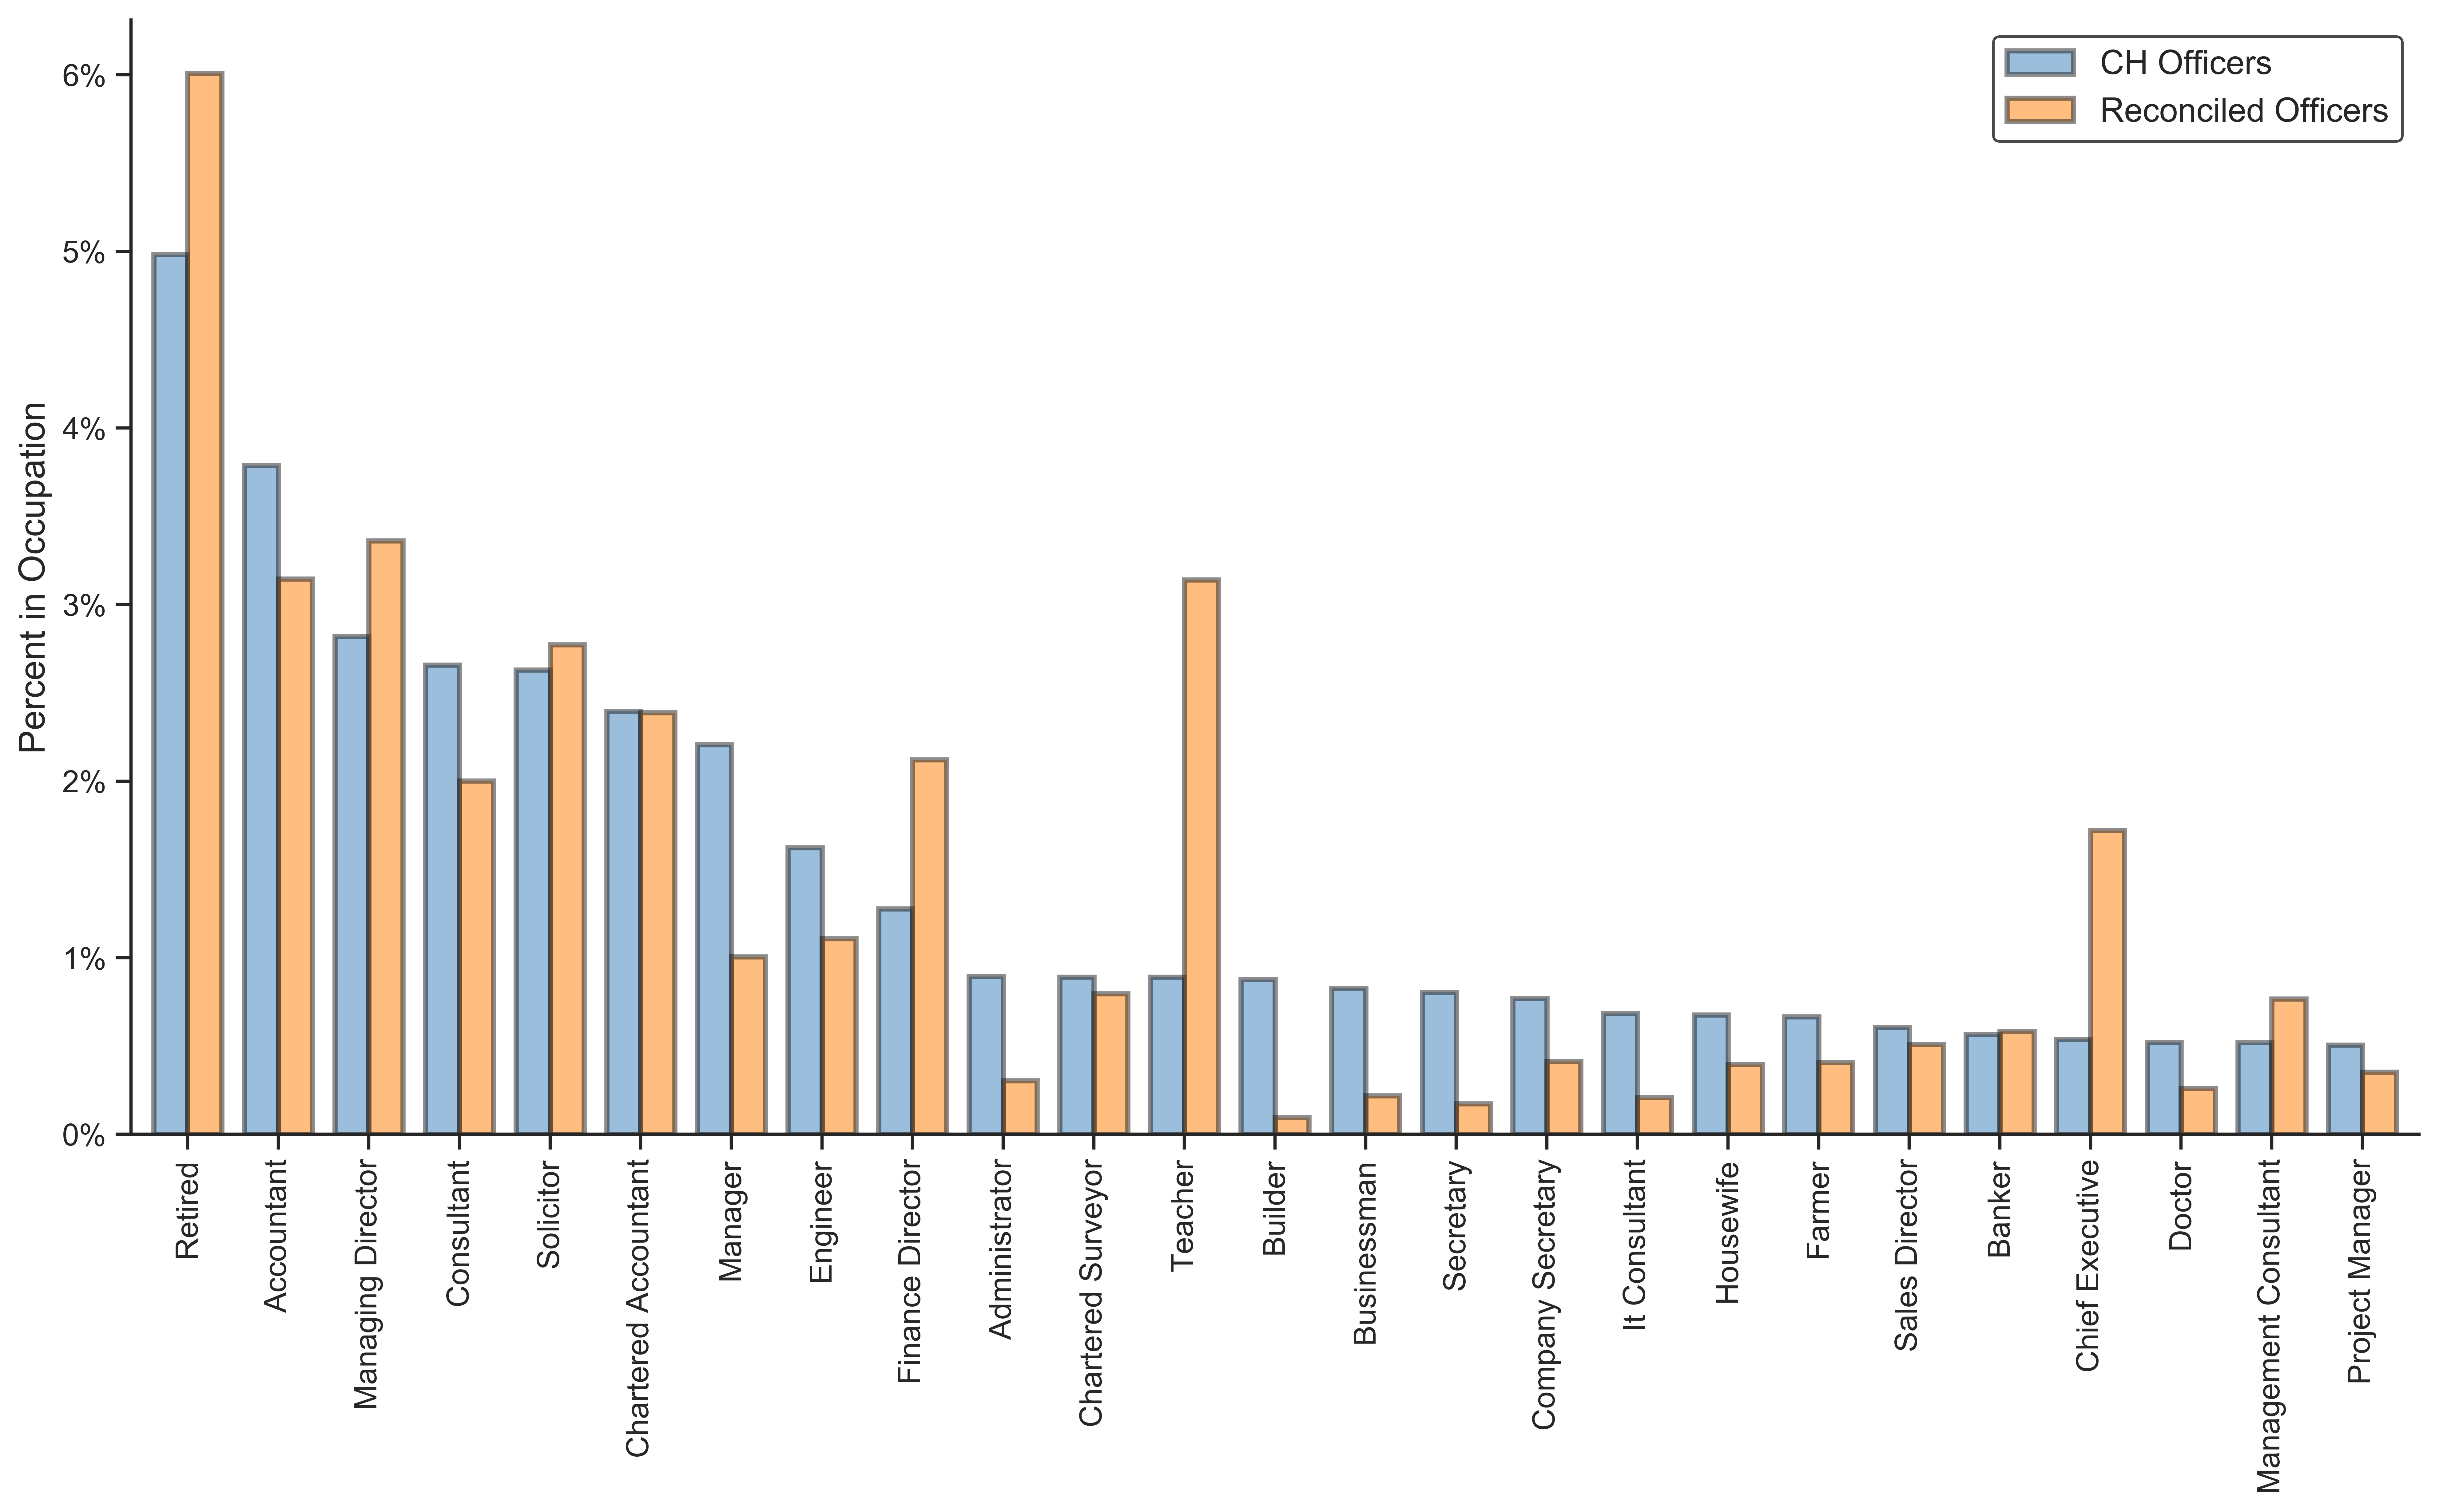 CH Officers
Reconciled Officers
Percent in Occupation
6%
5%
4%
3%
2%
1%
0%
Retired
Accountant
Managing Director
Consultant
Solicitor
Chartered Accountant
Manager
Engineer
Finance Director
Administrator
Chartered Surveyor
Teacher
Builder
Businessman
Secretary
Company Secretary
It Consultant
Housewife
Farmer
Sales Director
Banker
Chief Executive
Doctor
Management Consultant
Project Manager